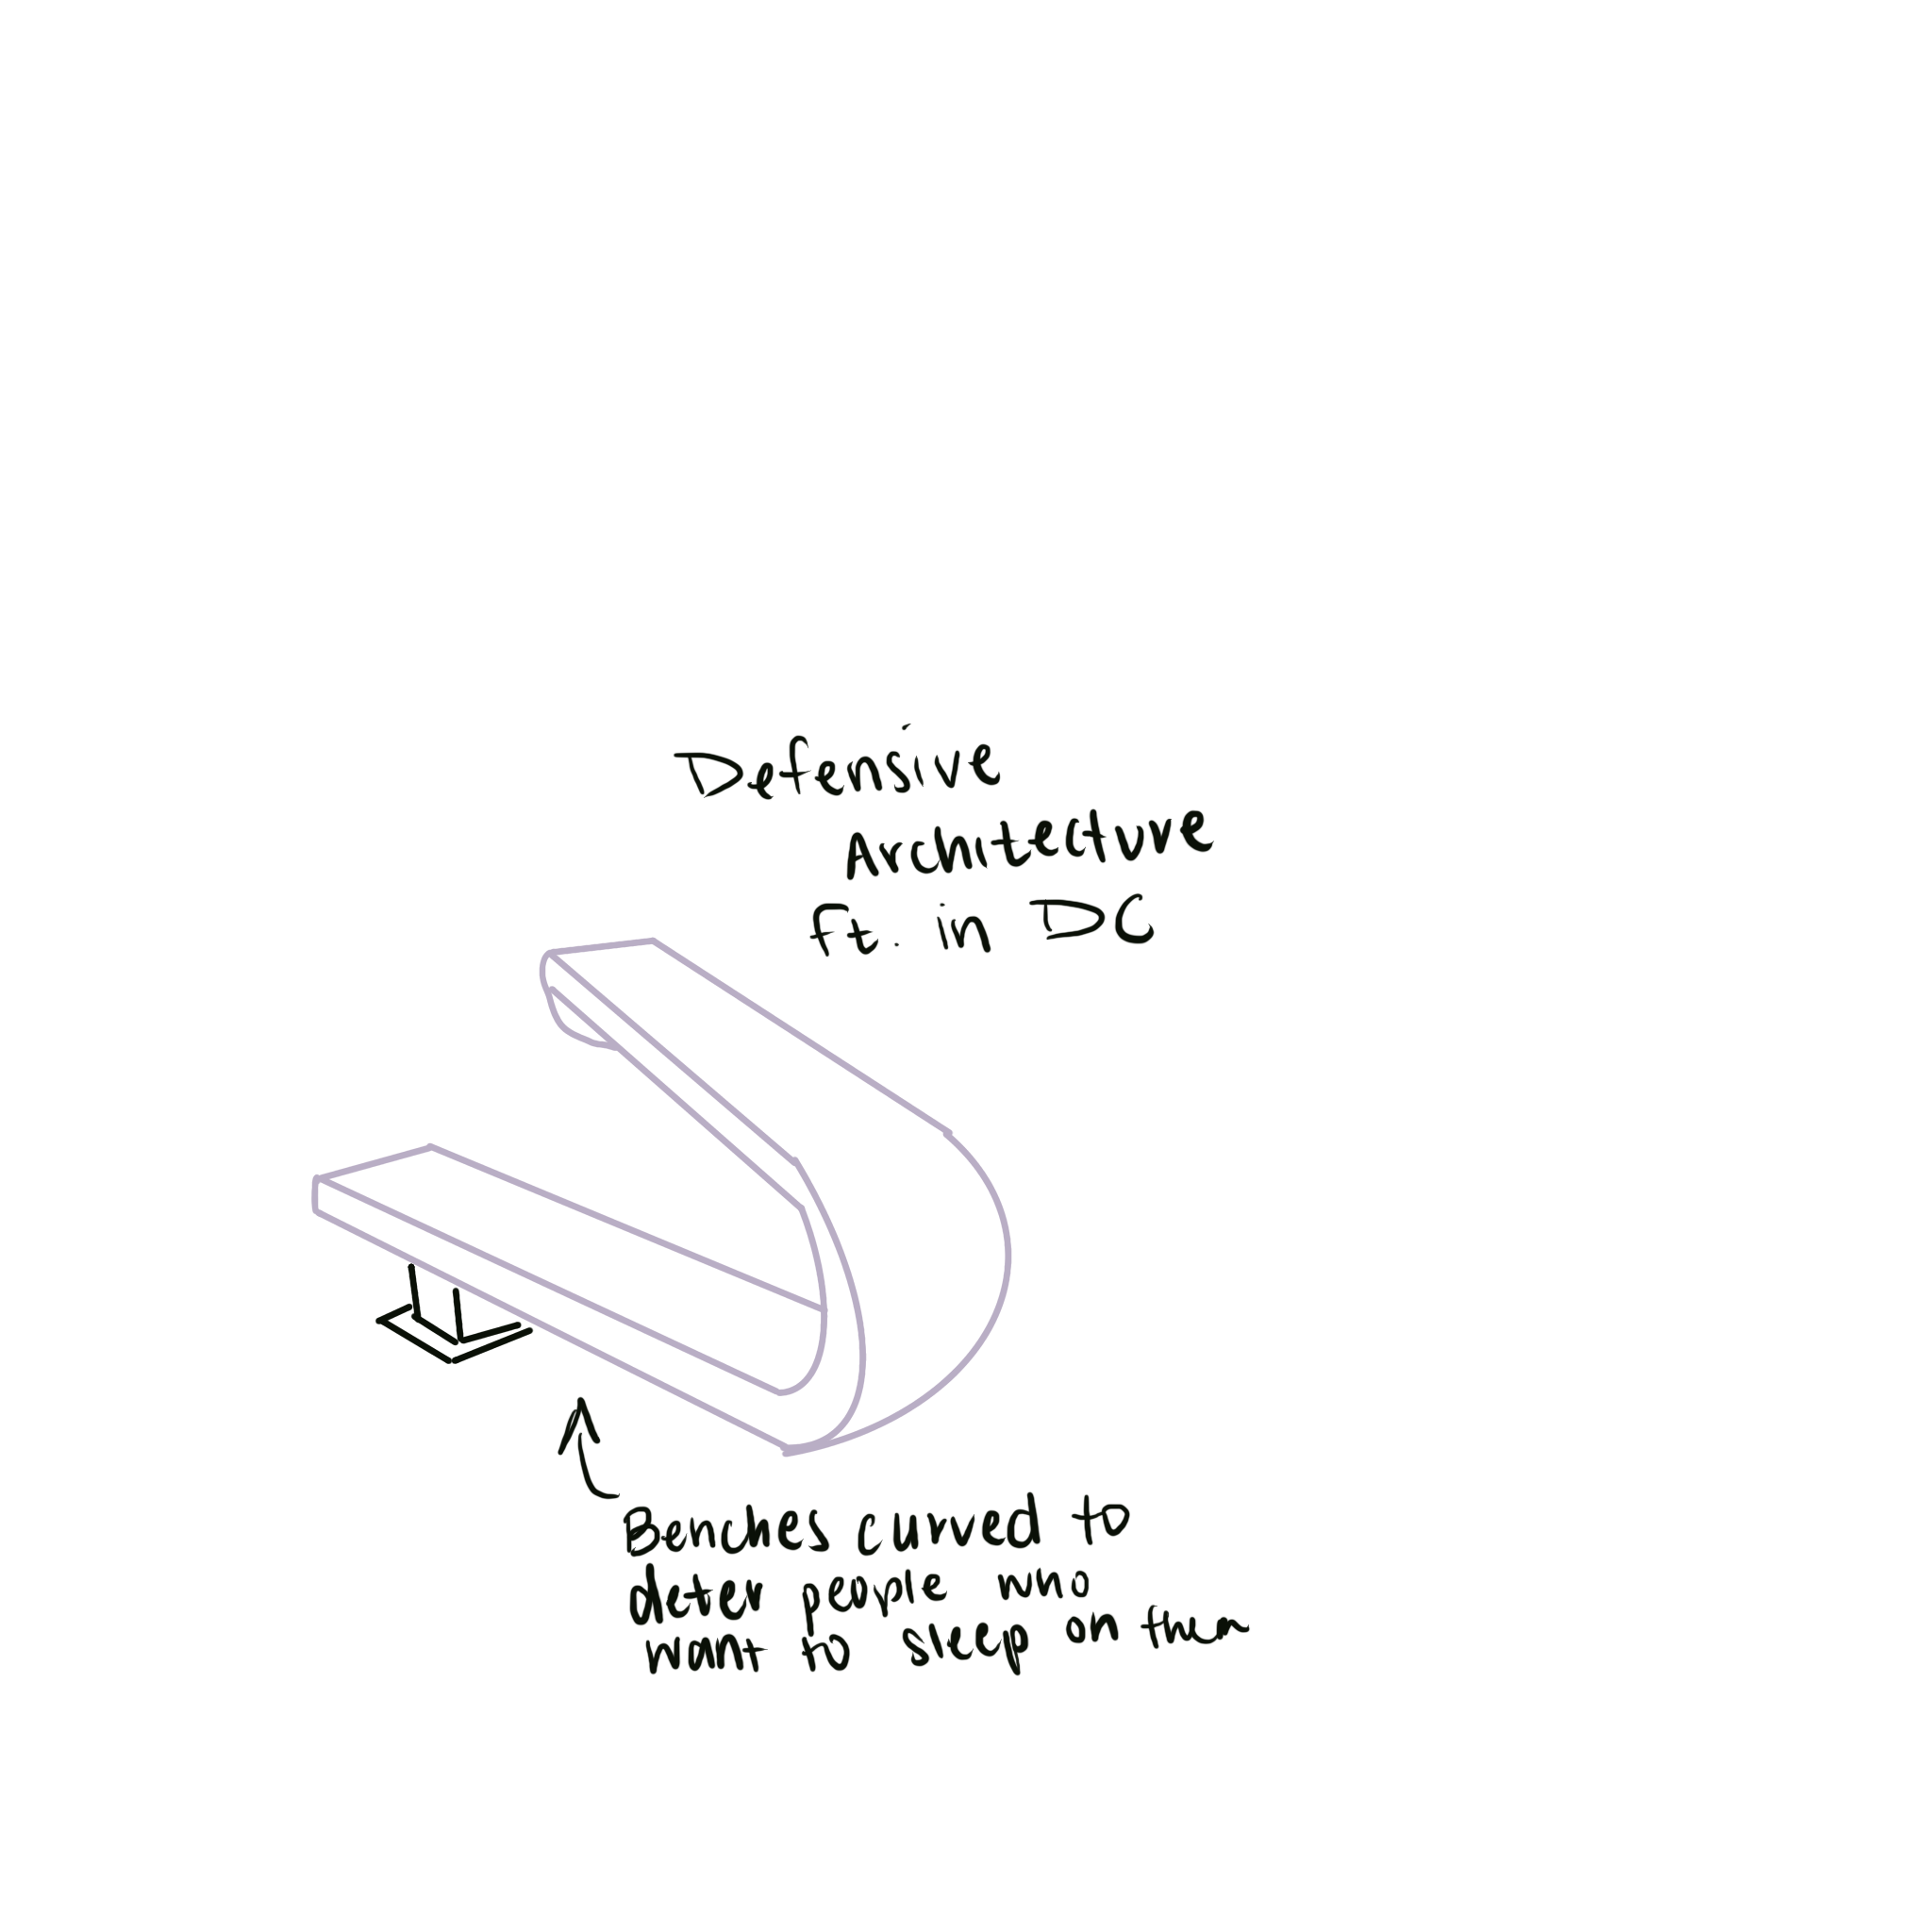 Defensive
Architecture
ft. in DC
Benches curved to
deter people who
want to sleep on them